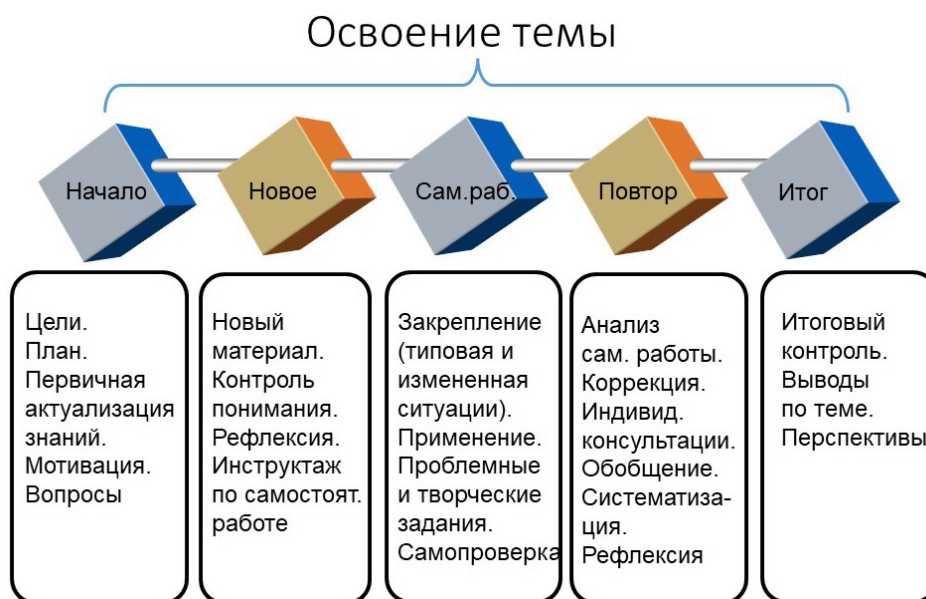 Освоение темы
Начало
Новое
Сам.раб.
Повтор
Итог
Цели.
План.
Первичная
актуализация
знаний.
Мотивация.
Вопросы
Новый
материал.
Контроль
понимания.
Рефлексия.
Инструктаж
по самостоят.
работе
Закрепление
(типовая и
измененная
ситуации).
Применение.
Проблемные
и творческие
задания.
Самопроверка
Анализ
сам. работы.
Коррекция.
Индивид.
консультации.
Обобщение.
Систематиза-
ция.
Рефлексия
Итоговый
контроль.
Выводы
по теме.
Перспективы